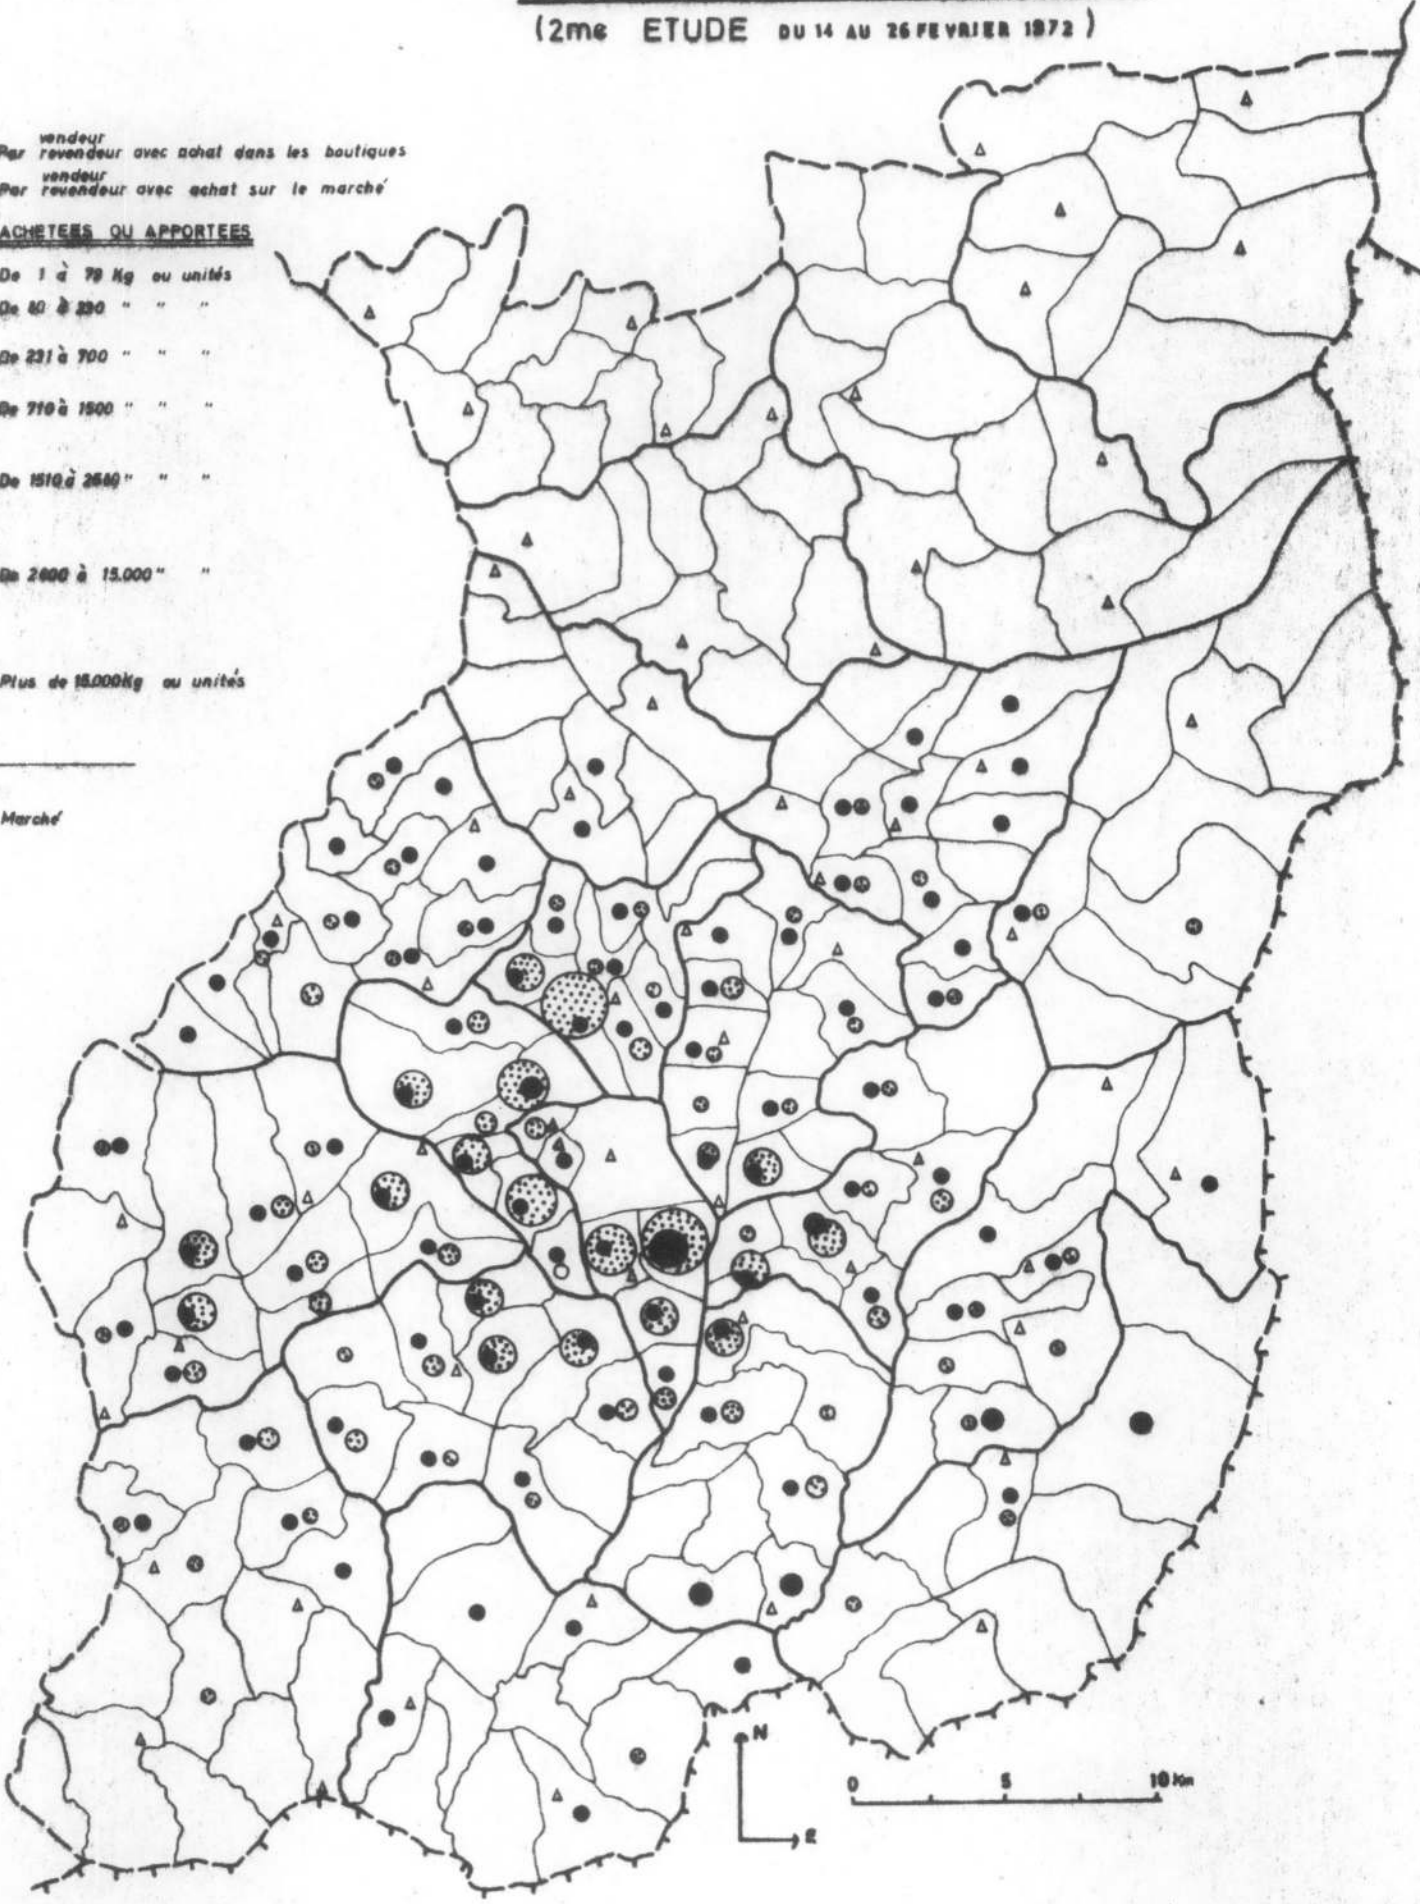 (2me ETUDE DU 14 AU 26 FEVRIER 1972)
vendeur
Par revendeur avec achat dans les boutiques
vendeur
Par revendeur avec achat sur le marché
ACHETEES OU APPORTEES
De 1 à 79 Kg ou unités
De 80 à 230 " " "
De 231 à 700 " " "
De 710 à 1500 " " "
De 1510 à 2560 " " "
De 2600 à 15.000 " "
Plus de 15.000Kg ou unités
Marché
N
E
0 5 10 Km